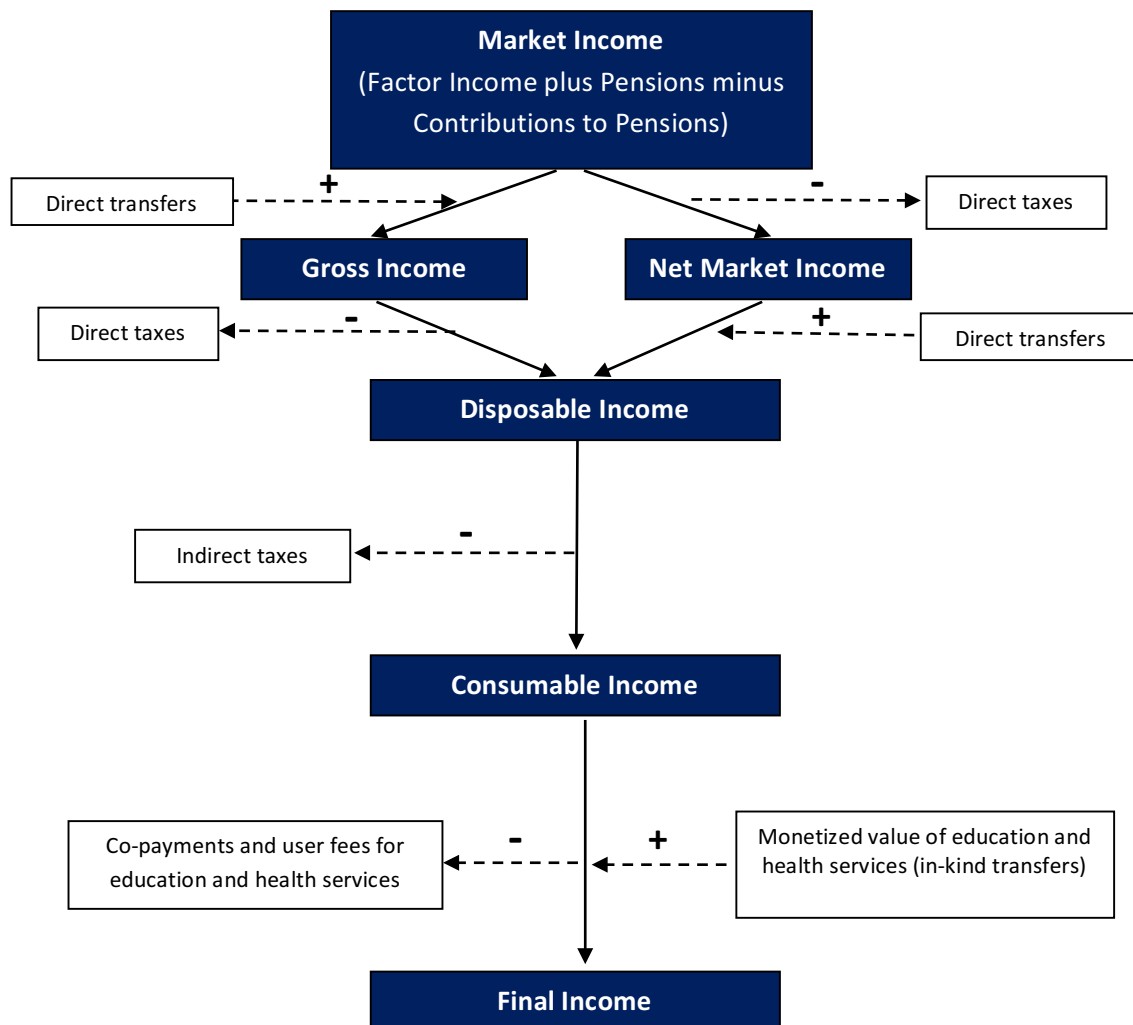 Market Income
(Factor Income plus Pensions minus
Contributions to Pensions)
+
-
Direct transfers
Direct taxes
Gross Income
Net Market Income
-
+
Direct taxes
Direct transfers
Disposable Income
-
Indirect taxes
Consumable Income
-
+
Co-payments and user fees for
education and health services
Monetized value of education and
health services (in-kind transfers)
Final Income